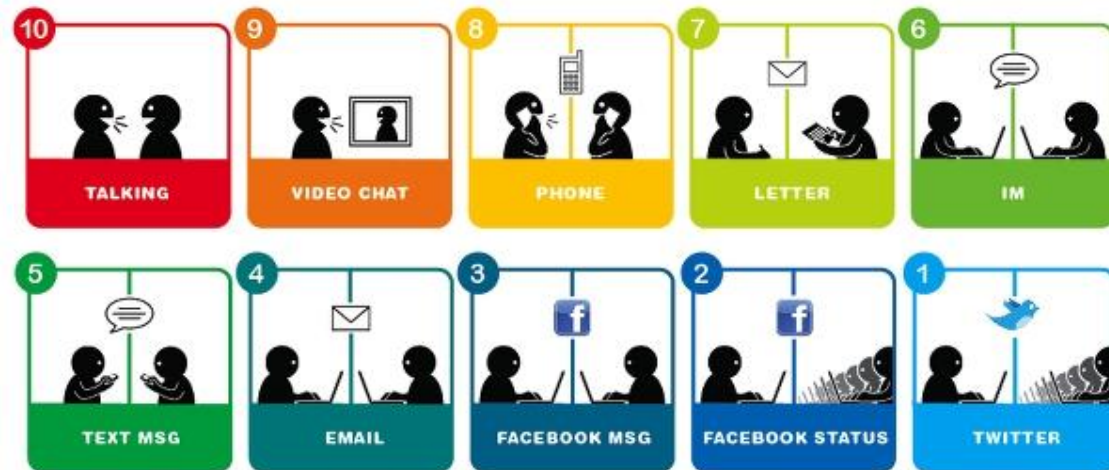 10 9 8 7 6
TALKING VIDEO CHAT PHONE LETTER IM
5 4 3 2 1
f f
TEXT MSG EMAIL FACEBOOK MSG FACEBOOK STATUS TWITTER